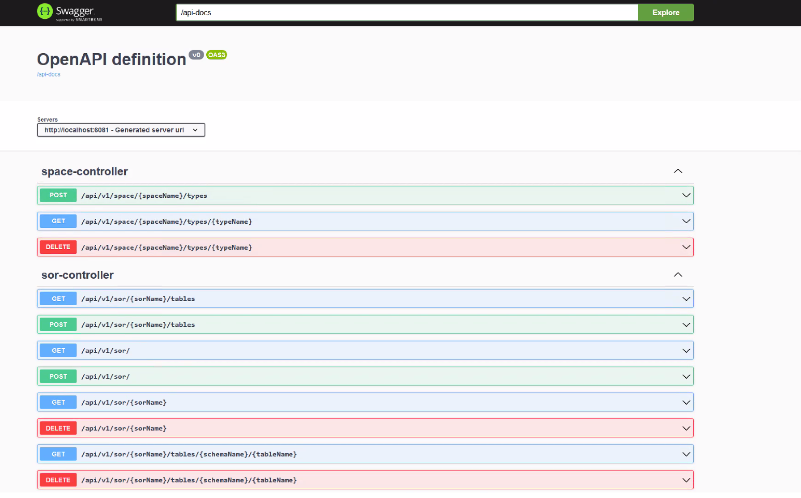 Swagger
Supported by SMARTBEAR
/api-docs
Explore
OpenAPI definition v0 OAS3
/api-docs
Servers
http://localhost:8081 - Generated server url
space-controller
POST /api/v1/space/{spaceName}/types
GET /api/v1/space/{spaceName}/types/{typeName}
DELETE /api/v1/space/{spaceName}/types/{typeName}
sor-controller
GET /api/v1/sor/{sorName}/tables
POST /api/v1/sor/{sorName}/tables
GET /api/v1/sor/
POST /api/v1/sor/
GET /api/v1/sor/{sorName}
DELETE /api/v1/sor/{sorName}
GET /api/v1/sor/{sorName}/tables/{schemaName}/{tableName}
DELETE /api/v1/sor/{sorName}/tables/{schemaName}/{tableName}